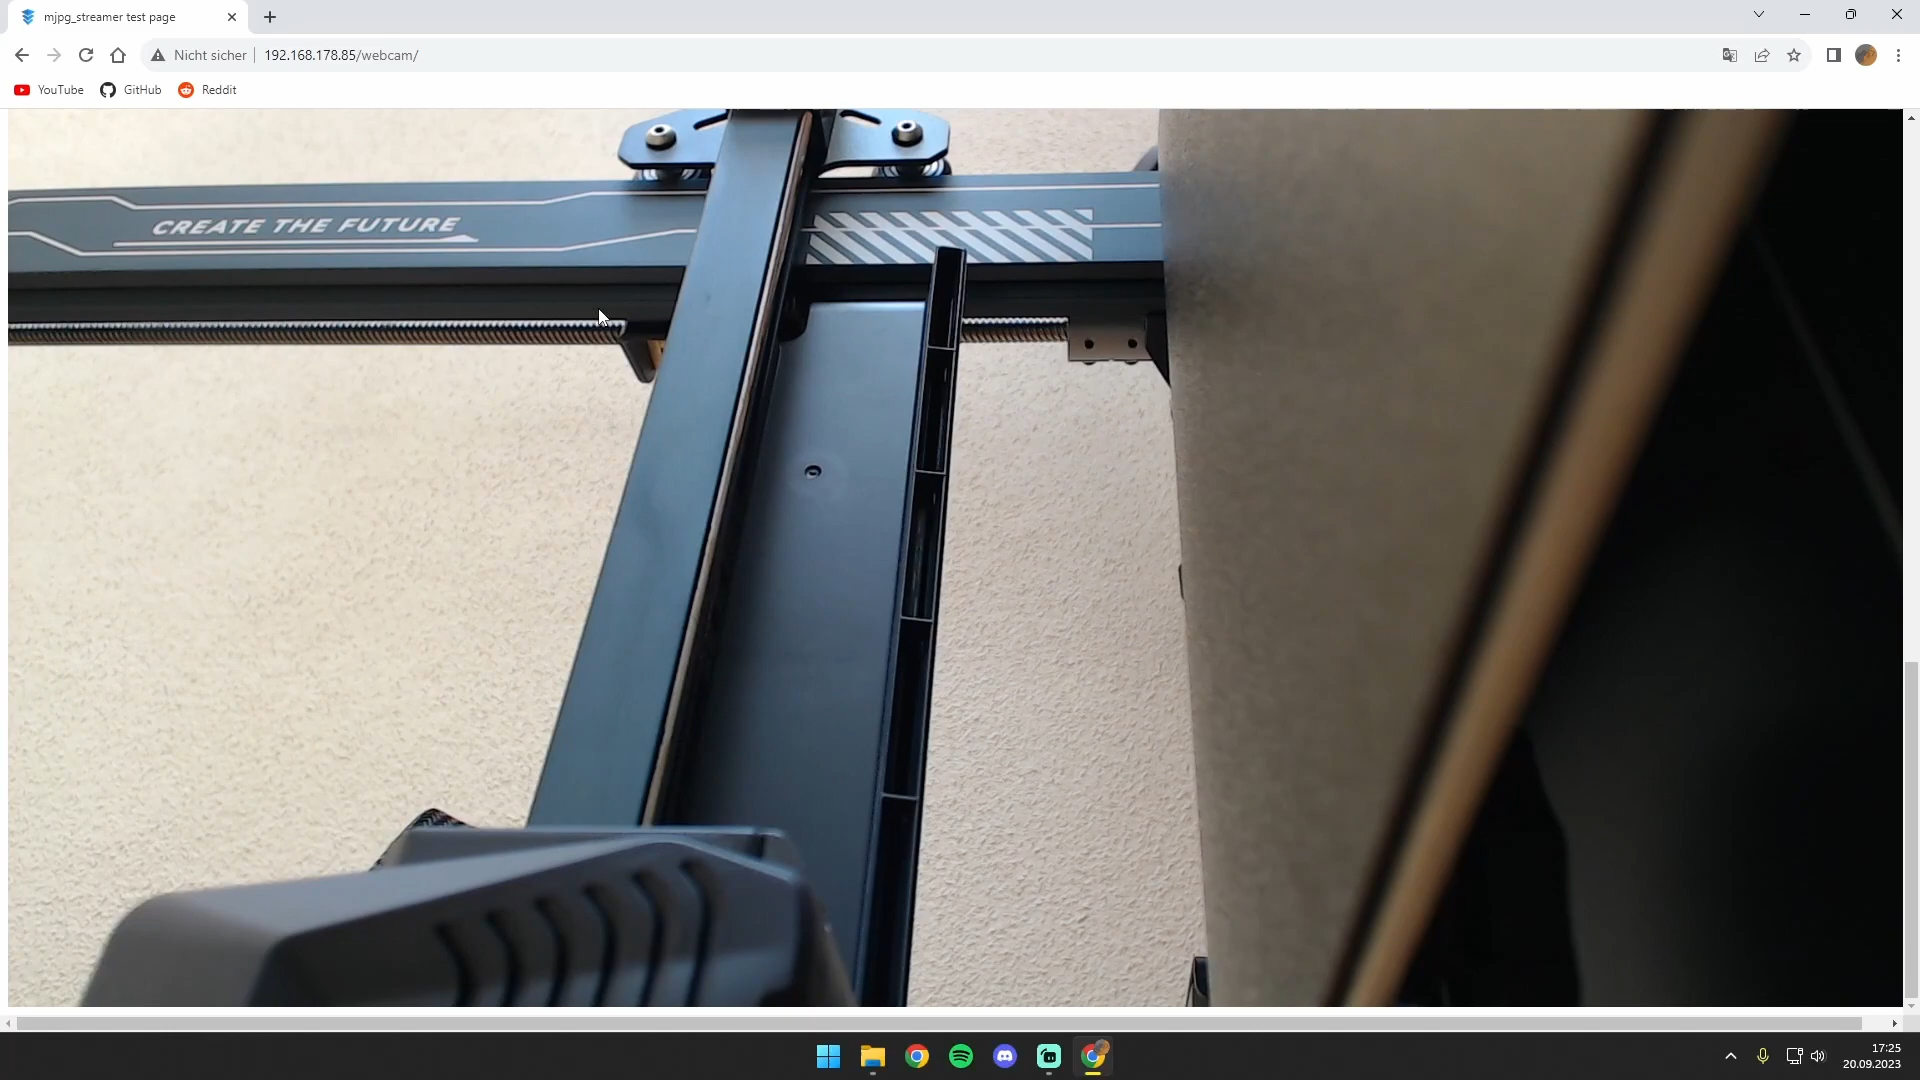 mjpg_streamer test page
Nicht sicher
192.168.178.85/webcam/
YouTube
GitHub
Reddit
CREATE THE FUTURE
17:25
20.09.2023